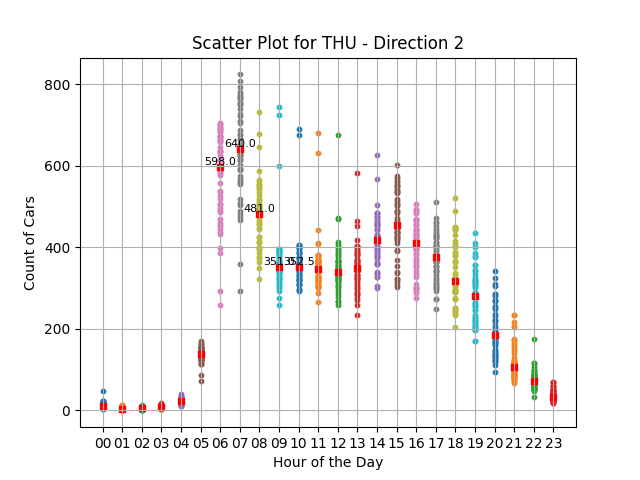 Scatter Plot for THU - Direction 2
Count of Cars
800
600
400
200
0
640.0
598.0
481.0
351.0
352.5
00 01 02 03 04 05 06 07 08 09 10 11 12 13 14 15 16 17 18 19 20 21 22 23
Hour of the Day